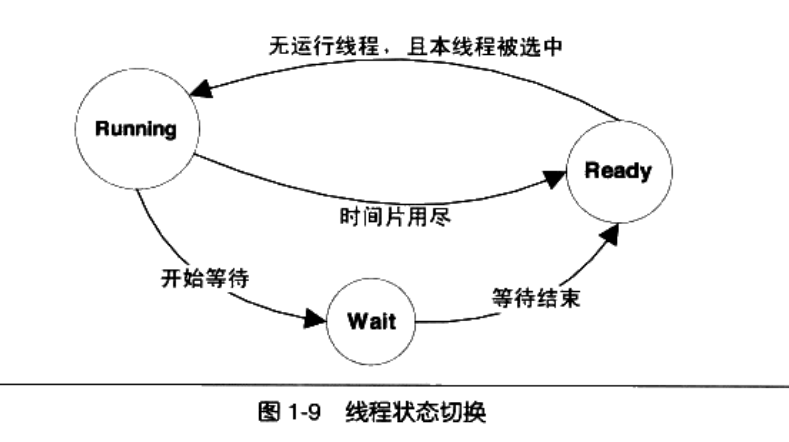 无运行线程，且本线程被选中
Running
Ready
时间片用尽
开始等待
等待结束
Wait
图 1-9 线程状态切换